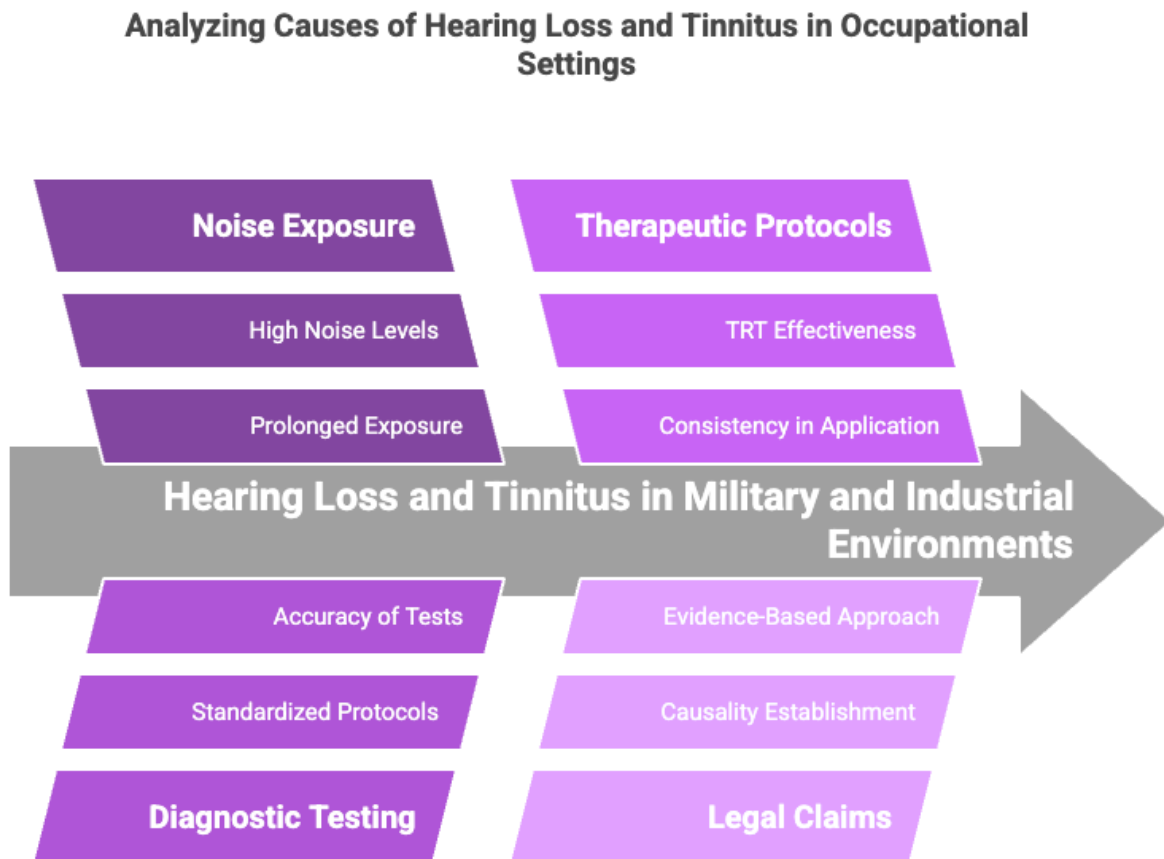 Analyzing Causes of Hearing Loss and Tinnitus in Occupational
Settings
Noise Exposure
High Noise Levels
Prolonged Exposure
Therapeutic Protocols
TRT Effectiveness
Consistency in Application
Hearing Loss and Tinnitus in Military and Industrial
Environments
Accuracy of Tests
Standardized Protocols
Diagnostic Testing
Evidence-Based Approach
Causality Establishment
Legal Claims